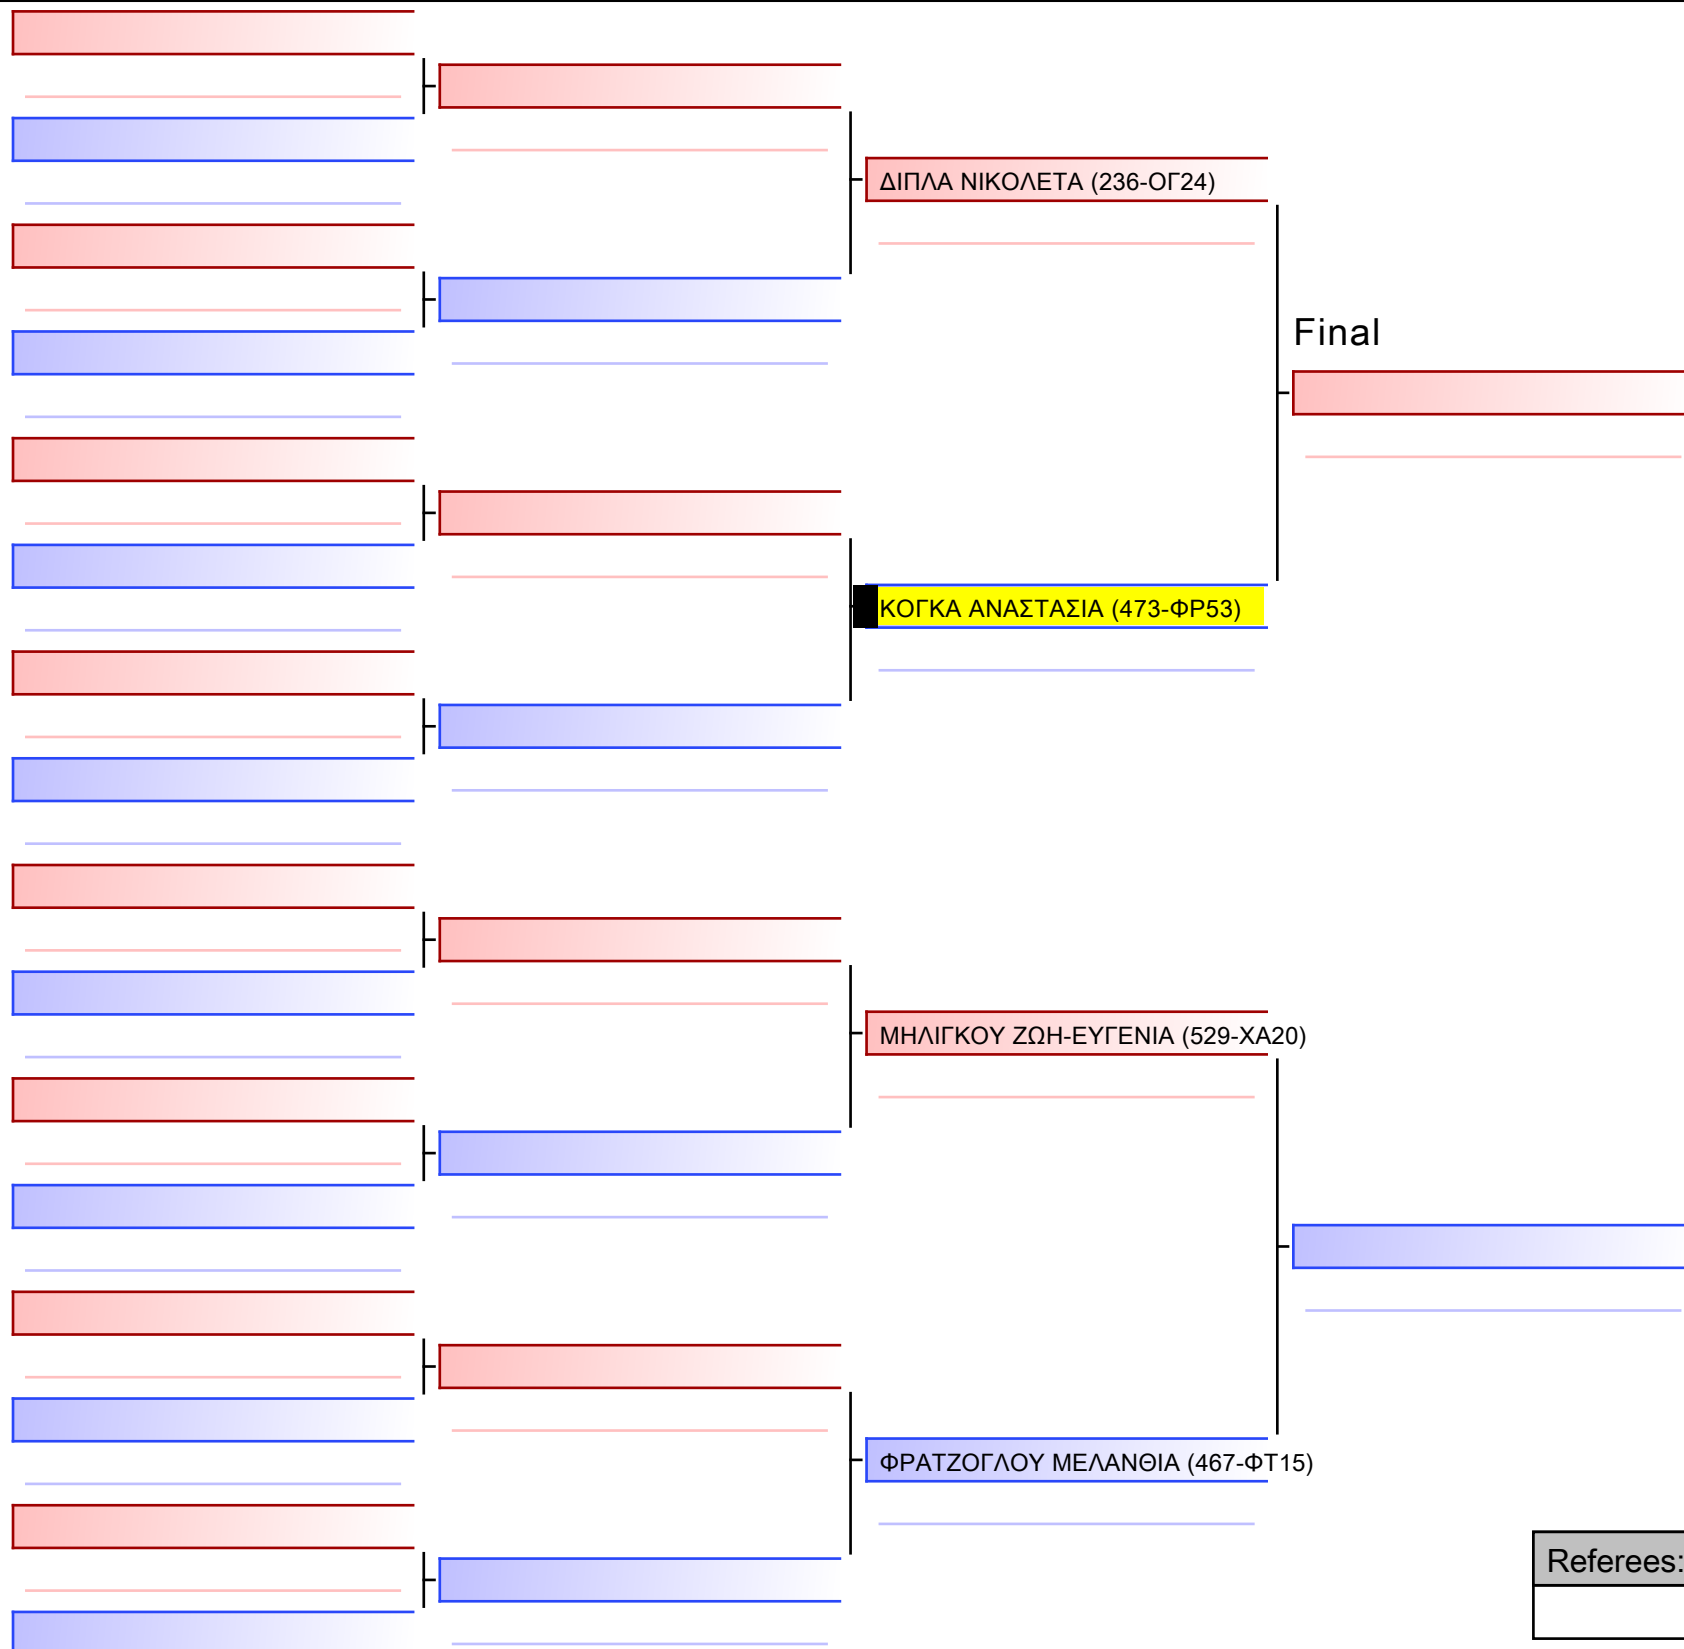 ΔΙΠΛΑ ΝΙΚΟΛΕΤΑ (236-ΟΓ24)
Final
ΚΟΓΚΑ ΑΝΑΣΤΑΣΙΑ (473-ΦΡ53)
ΜΗΛΙΓΚΟΥ ΖΩΗ-ΕΥΓΕΝΙΑ (529-ΧΑ20)
ΦΡΑΤΖΟΓΛΟΥ ΜΕΛΑΝΘΙΑ (467-ΦΤ15)
Referees: